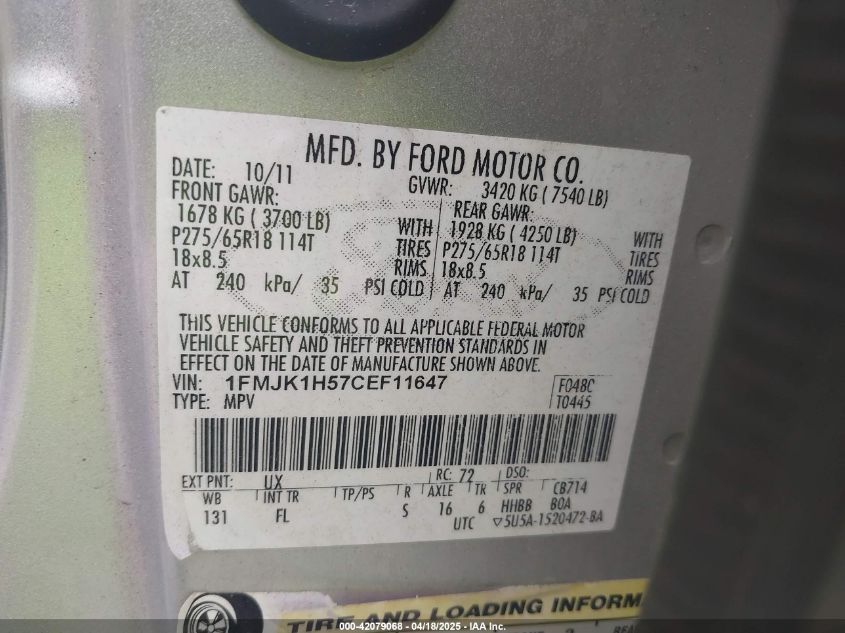 MFD. BY FORD MOTOR CO.
DATE: 10/11
GVWR: 3420 KG ( 7540 LB)
FRONT GAWR:
REAR GAWR:
1678 KG ( 3700 LB) WITH
1928 KG ( 4250 LB) WITH
P275/65R18 114T TIRES
P275/65R18 114T TIRES
18x8.5 RIMS
18x8.5 RIMS
AT 240 kPa/ 35 PSI COLD
AT 240 kPa/ 35 PSI COLD
THIS VEHICLE CONFORMS TO ALL APPLICABLE FEDERAL MOTOR
VEHICLE SAFETY AND THEFT PREVENTION STANDARDS IN
EFFECT ON THE DATE OF MANUFACTURE SHOWN ABOVE.
VIN: 1FMJK1H57CEF11647
F048C
TYPE: MPV
T0445
EXT PNT: UX RC: 72 DSO:
WB INT TR TP/PS R AXLE TR SPR CB714
131 FL S 16 6 HHBB BOA
UTC ▽5U5A-1520472-BA
TIRE AND LOADING INFORM
000-42079068 - 04/18/2025 - IAA Inc.